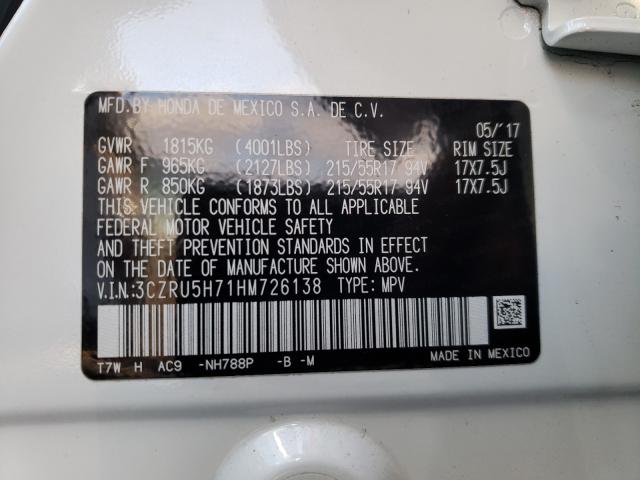 MFD.BY HONDA DE MEXICO S.A. DE C.V.
05/'17
GVWR 1815KG (4001LBS) TIRE SIZE RIM SIZE
GAWR F 965KG (2127LBS) 215/55R17 94V 17X7.5J
GAWR R 850KG (1873LBS) 215/55R17 94V 17X7.5J
THIS VEHICLE CONFORMS TO ALL APPLICABLE
FEDERAL MOTOR VEHICLE SAFETY
AND THEFT PREVENTION STANDARDS IN EFFECT
ON THE DATE OF MANUFACTURE SHOWN ABOVE.
V.I.N:3CZRU5H71HM726138 TYPE: MPV
T7W H AC9 -NH788P -B -M MADE IN MEXICO